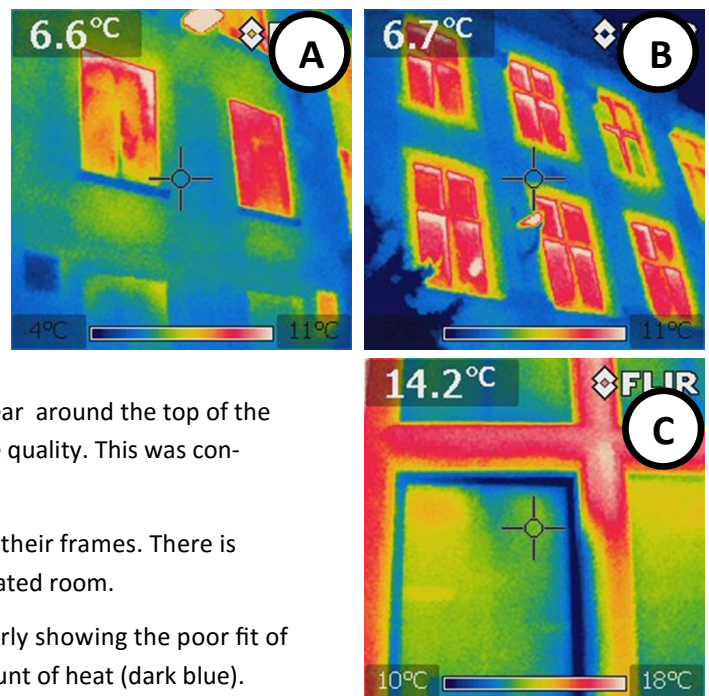 6.6°C
A
4°C 11°C
6.7°C
B
5°C 11°C
14.2°C FLIR
C
10°C 18°C
ear around the top of the
quality. This was con-
their frames. There is
ated room.
rly showing the poor fit of
unt of heat (dark blue).